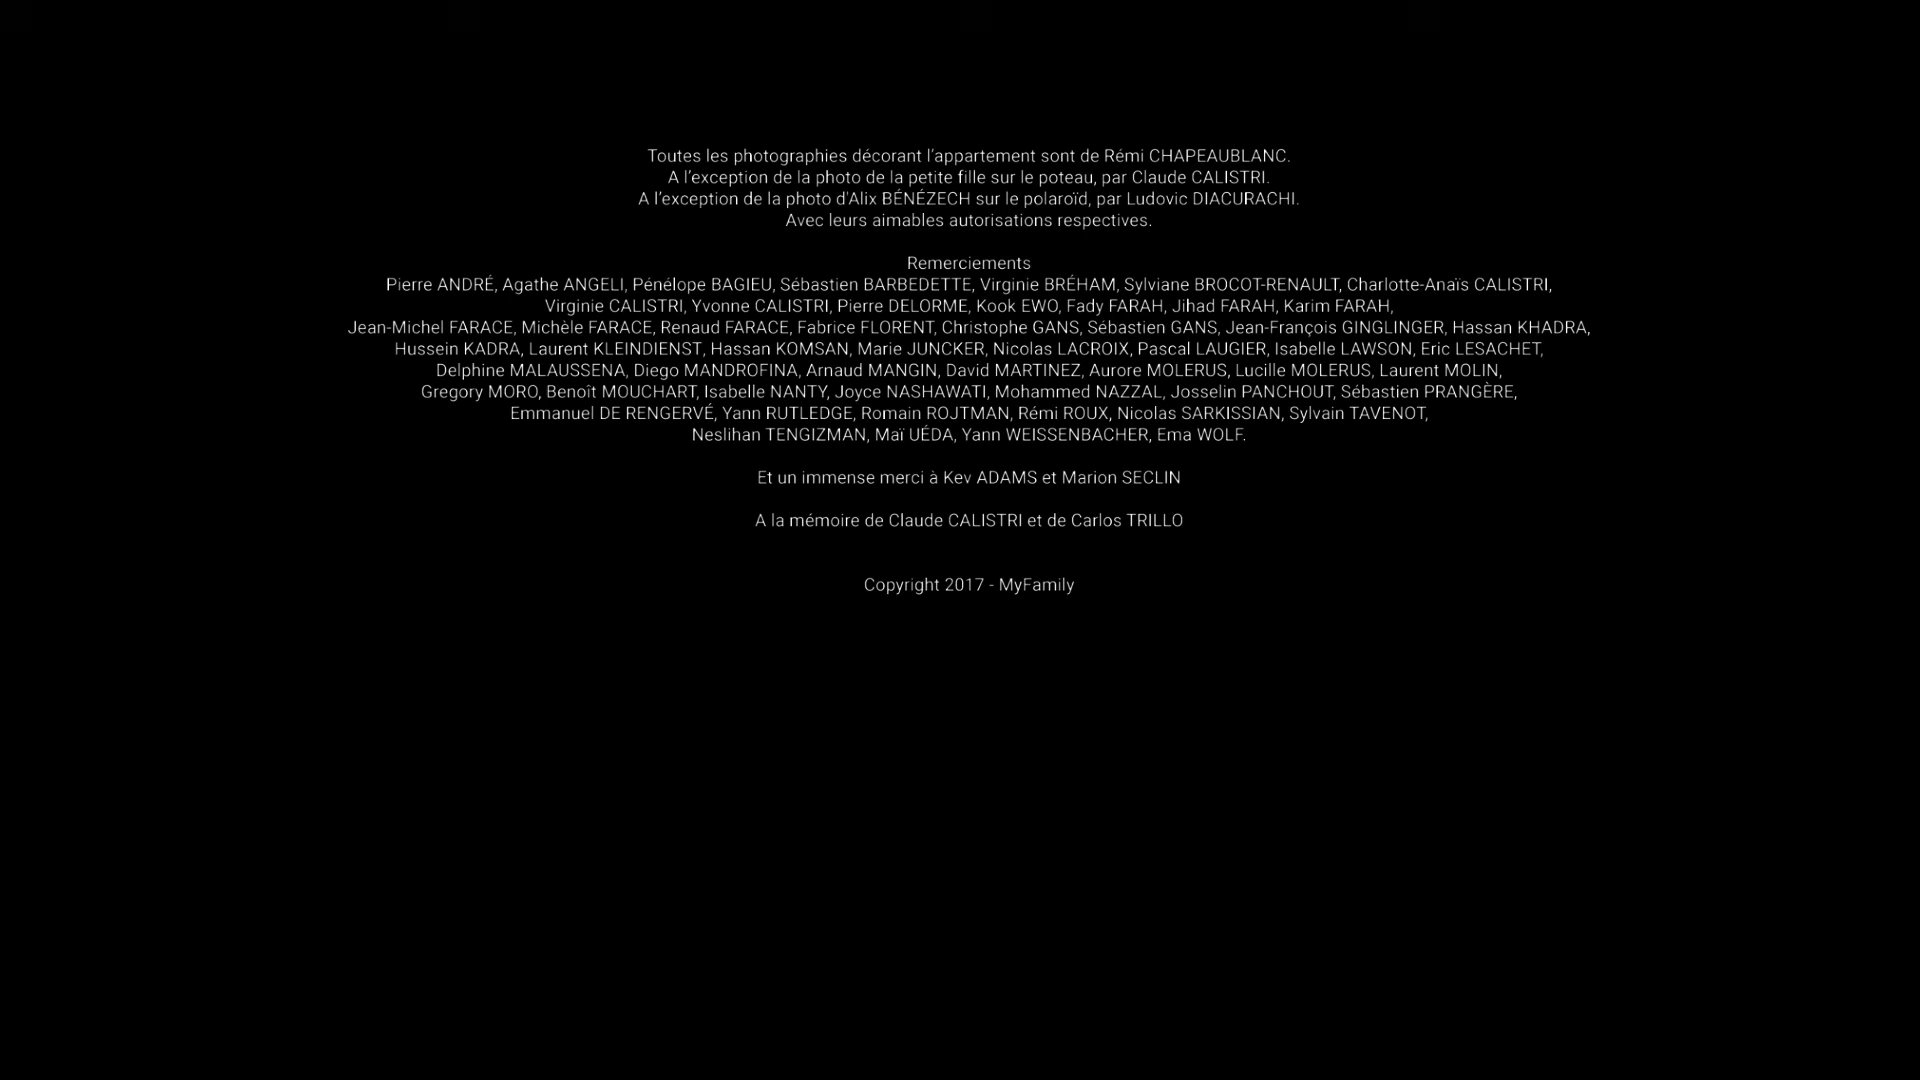 Toutes les photographies décorant l’appartement sont de Rémi CHAPEAUBLANC.
A l’exception de la photo de la petite fille sur le poteau, par Claude CALISTRI.
A l’exception de la photo d'Alix BÉNÉZECH sur le polaroïd, par Ludovic DIACURACHI.
Avec leurs aimables autorisations respectives.
Remerciements
Pierre ANDRÉ, Agathe ANGELI, Pénélope BAGIEU, Sébastien BARBEDETTE, Virginie BRÉHAM, Sylviane BROCOT-RENAULT, Charlotte-Anaïs CALISTRI,
Virginie CALISTRI, Yvonne CALISTRI, Pierre DELORME, Kook EWO, Fady FARAH, Jihad FARAH, Karim FARAH,
Jean-Michel FARACE, Michèle FARACE, Renaud FARACE, Fabrice FLORENT, Christophe GANS, Sébastien GANS, Jean-François GINGLINGER, Hassan KHADRA,
Hussein KADRA, Laurent KLEINDIENST, Hassan KOMSAN, Marie JUNCKER, Nicolas LACROIX, Pascal LAUGIER, Isabelle LAWSON, Eric LESACHET,
Delphine MALAUSSENA, Diego MANDROFINA, Arnaud MANGIN, David MARTINEZ, Aurore MOLERUS, Lucille MOLERUS, Laurent MOLIN,
Gregory MORO, Benoît MOUCHART, Isabelle NANTY, Joyce NASHAWATI, Mohammed NAZZAL, Josselin PANCHOUT, Sébastien PRANGÈRE,
Emmanuel DE RENGERVÉ, Yann RUTLEDGE, Romain ROJTMAN, Rémi ROUX, Nicolas SARKISSIAN, Sylvain TAVENOT,
Neslihan TENGIZMAN, Maï UÉDA, Yann WEISSENBACHER, Ema WOLF.
Et un immense merci à Kev ADAMS et Marion SECLIN
A la mémoire de Claude CALISTRI et de Carlos TRILLO
Copyright 2017 - MyFamily